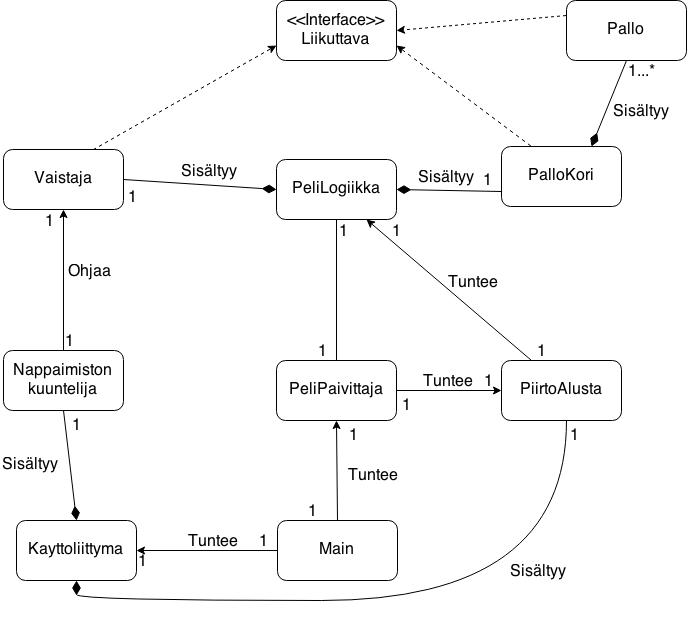 <<Interface>>
Liikuttava
Pallo
1...*
Sisältyy
Vaistaja
1
Sisältyy
PeliLogiikka
Sisältyy
1
PalloKori
1
1
1
Ohjaa
Tuntee
1
1
1
Nappaimiston
kuuntelija
PeliPaivittaja
Tuntee
1
1
PiirtoAlusta
1
1
1
Sisältyy
Tuntee
1
Kayttoliittyma
Tuntee
1
1
Main
Sisältyy